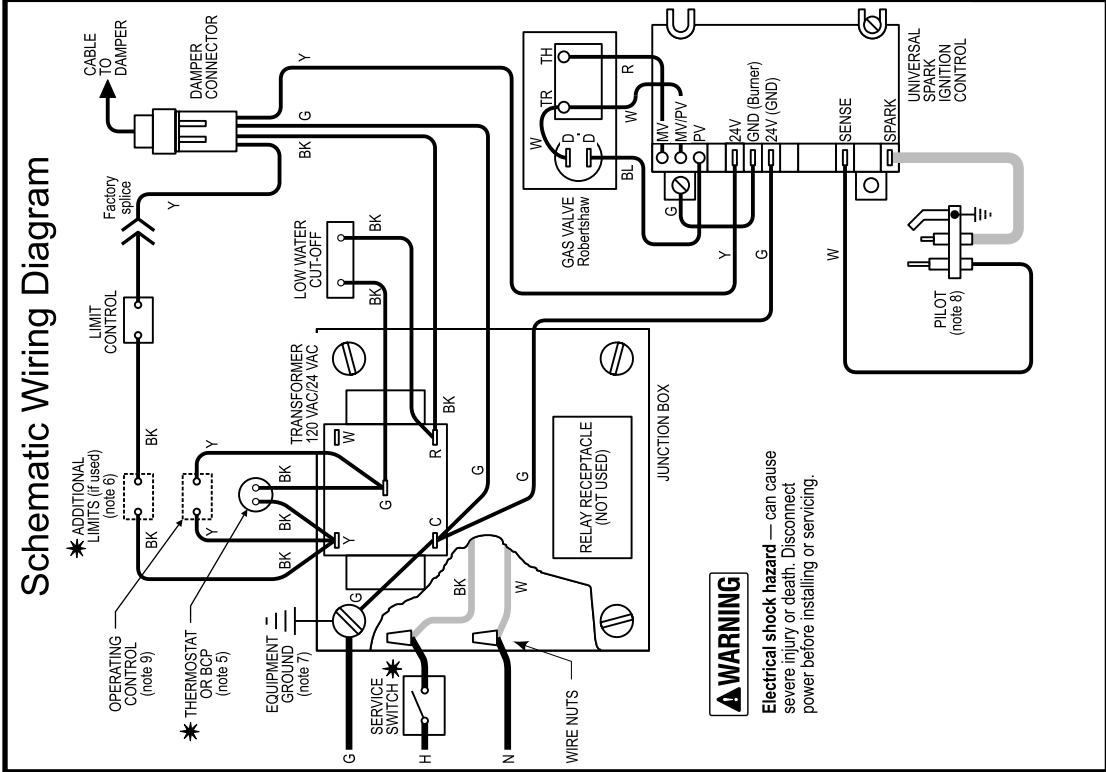 Schematic Wiring Diagram
✷ ADDITIONAL
LIMITS (if used)
(note 6)
LIMIT
CONTROL
Factory
splice
CABLE
TO
DAMPER
DAMPER
CONNECTOR
OPERATING
CONTROL
(note 9)
✷ THERMOSTAT
OR BCP
(note 5)
EQUIPMENT
GROUND
(note 7)
SERVICE
SWITCH ✷
WIRE NUTS
G
H
N
BK
BK
Y
Y
Y
BK
BK
BK
G
BK
W
TRANSFORMER
120 VAC/24 VAC
W
G
Y
R
C
LOW WATER
CUT-OFF
BK
BK
BK
G
G
Y
G
BK
RELAY RECEPTACLE
(NOT USED)
JUNCTION BOX
GAS VALVE
Robertshaw
TH
TR
D
D
W
R
W
BL
G
MV
MV/PV
PV
24V
GND (Burner)
24V (GND)
SENSE
SPARK
UNIVERSAL
SPARK
IGNITION
CONTROL
Y
G
W
PILOT
(note 8)
WARNING
Electrical shock hazard — can cause
severe injury or death. Disconnect
power before installing or servicing.